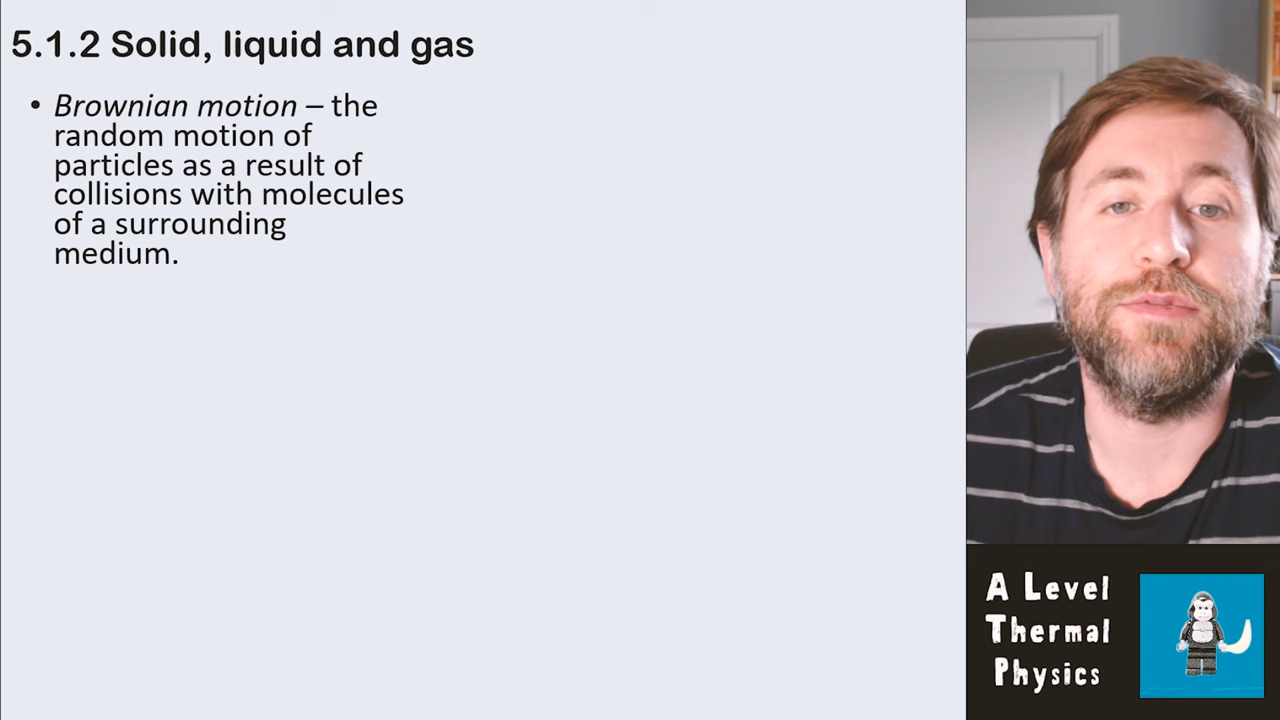 5.1.2 Solid, liquid and gas
• Brownian motion – the
random motion of
particles as a result of
collisions with molecules
of a surrounding
medium.
A Level
Thermal
Physics